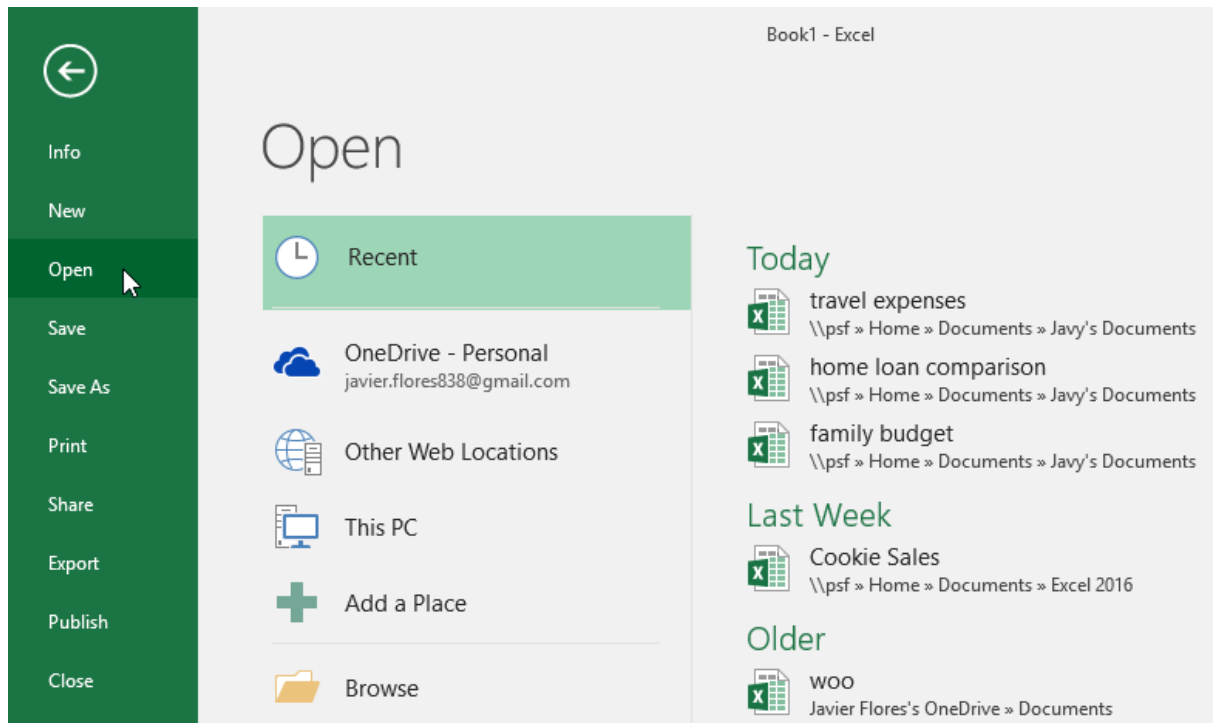 Book1 - Excel
Info
New
Open
Save
Save As
Print
Share
Export
Publish
Close
Open
Recent
OneDrive - Personal
javier.flores838@gmail.com
Other Web Locations
This PC
Add a Place
Browse
Today
travel expenses
\\psf » Home » Documents » Javy's Documents
home loan comparison
\\psf » Home » Documents » Javy's Documents
family budget
\\psf » Home » Documents » Javy's Documents
Last Week
Cookie Sales
\\psf » Home » Documents » Excel 2016
Older
woo
Javier Flores's OneDrive » Documents